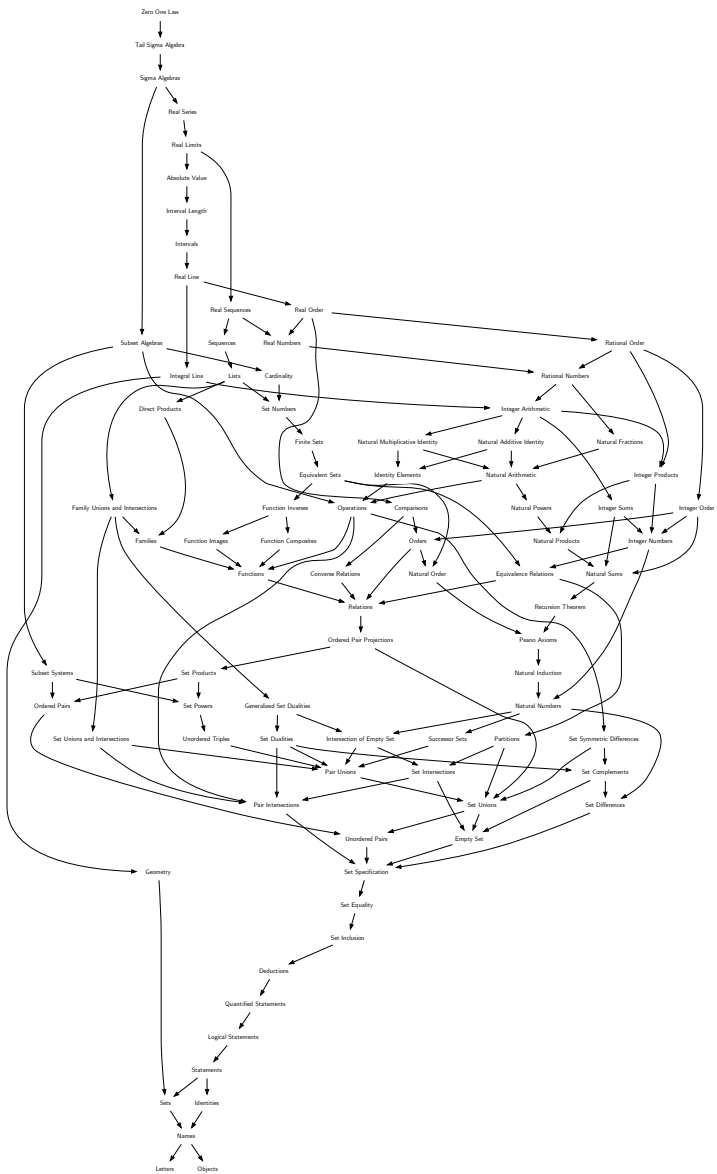 Zero One Law
Tail Sigma Algebra
Sigma Algebras
Real Series
Real Limits
Absolute Value
Interval Length
Intervals
Real Line
Real Sequences Real Order
Subset Algebras Sequences Real Numbers Rational Order
Integral Line Lists Cardinality Rational Numbers
Direct Products Set Numbers Integer Arithmetic
Finite Sets Natural Multiplicative Identity Natural Additive Identity Natural Fractions
Equivalent Sets Identity Elements Natural Arithmetic Integer Products
Family Unions and Intersections Function Inverses Operations Comparisons Natural Powers Integer Sums Integer Order
Families Function Images Function Composites Orders Natural Products Integer Numbers
Functions Converse Relations Natural Order Equivalence Relations Natural Sums
Relations Recursion Theorem
Ordered Pair Projections Peano Axioms
Subset Systems Set Products Natural Induction
Ordered Pairs Set Powers Generalized Set Dualities Natural Numbers
Set Unions and Intersections Unordered Triples Set Dualities Intersection of Empty Set Successor Sets Partitions Set Symmetric Differences
Pair Unions Set Intersections Set Complements
Pair Intersections Set Unions Set Differences
Unordered Pairs Empty Set
Geometry Set Specification
Set Equality
Set Inclusion
Deductions
Quantified Statements
Logical Statements
Statements
Sets Identities
Names
Letters Objects